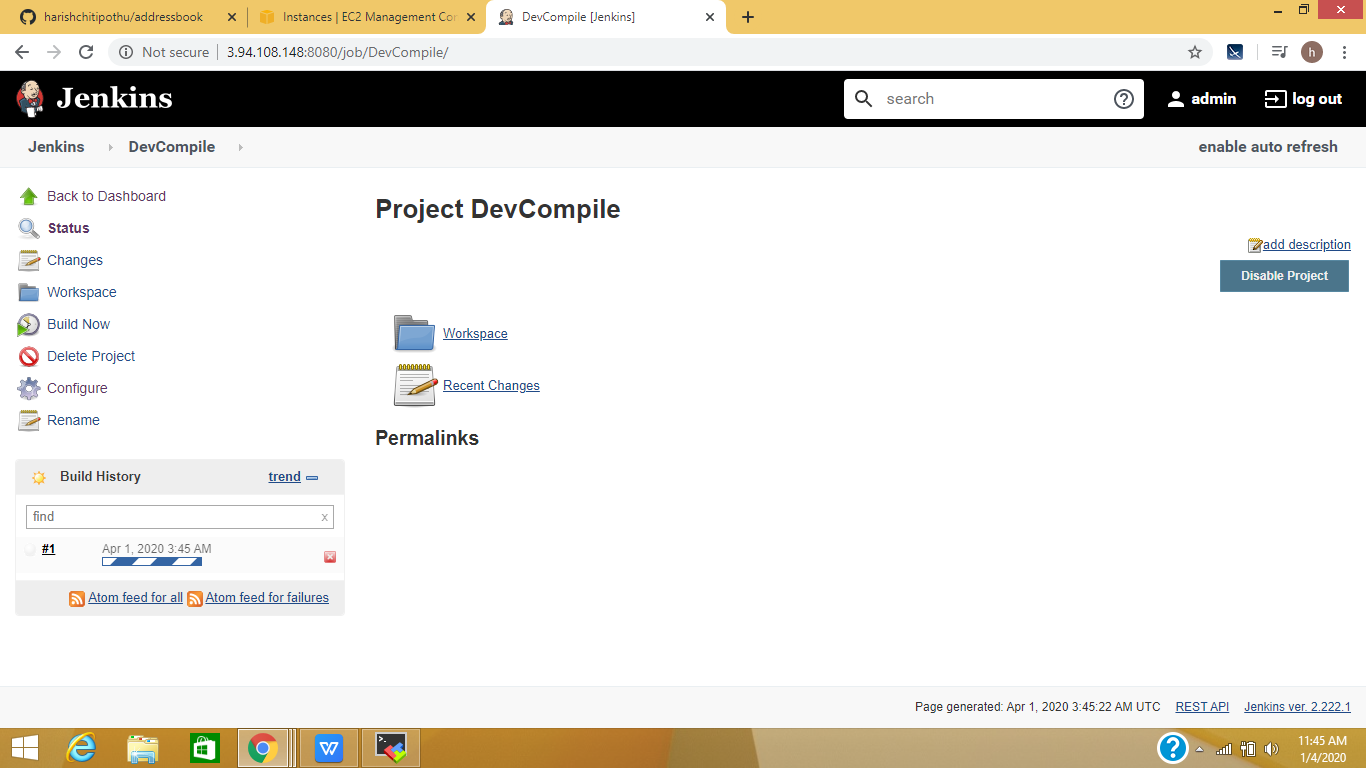 harishchitipothu/addressbook
Instances | EC2 Management Con
DevCompile [Jenkins]
Not secure
3.94.108.148:8080/job/DevCompile/
h
Jenkins
search
admin
log out
Jenkins
DevCompile
enable auto refresh
Back to Dashboard
Status
Changes
Workspace
Build Now
Delete Project
Configure
Rename
Project DevCompile
add description
Disable Project
Workspace
Recent Changes
Permalinks
Build History
trend
find
x
#1
Apr 1, 2020 3:45 AM
Atom feed for all
Atom feed for failures
Page generated: Apr 1, 2020 3:45:22 AM UTC
REST API
Jenkins ver. 2.222.1
11:45 AM
1/4/2020